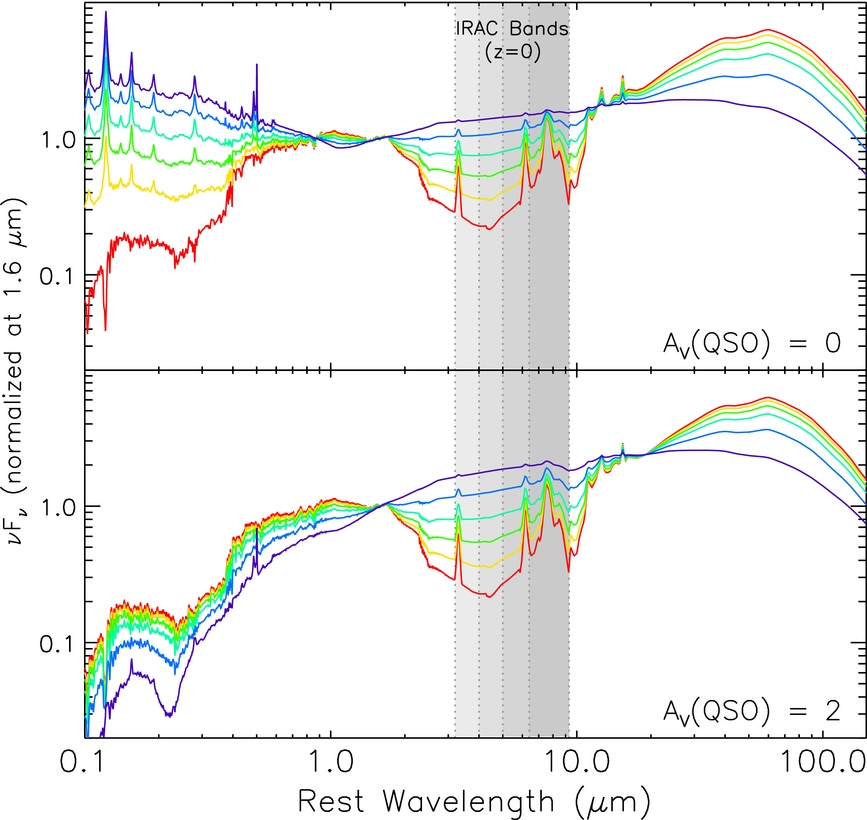 IRAC Bands
(z=0)
1.0
0.1
A_V(QSO) = 0
νF_ν (normalized at 1.6 μm)
1.0
0.1
A_V(QSO) = 2
0.1 1.0 10.0 100.0
Rest Wavelength (μm)